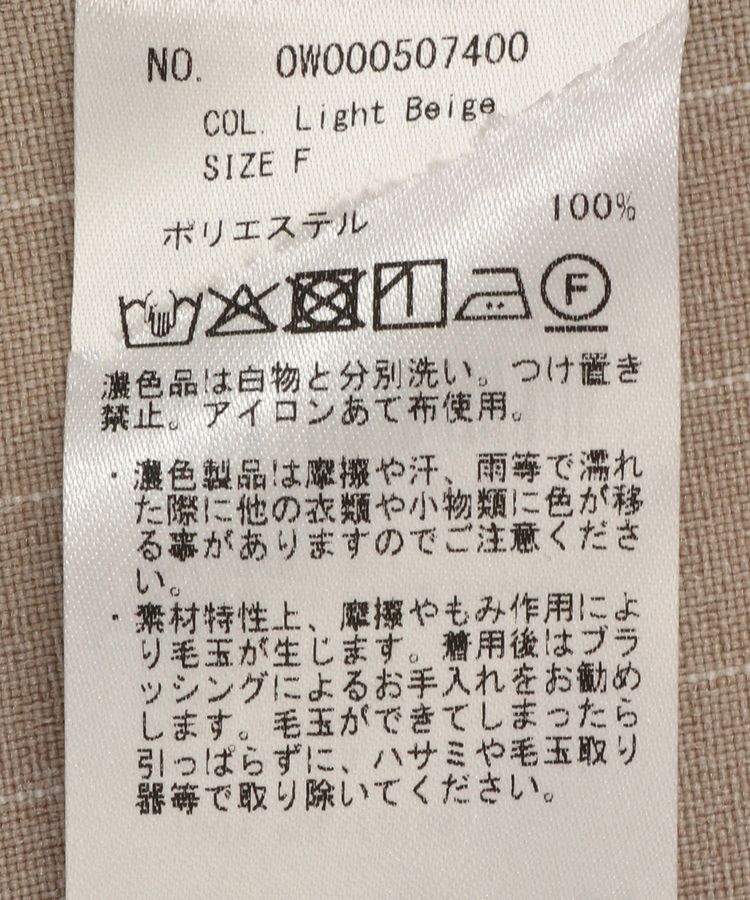 NO. 0W000507400
COL. Light Beige
SIZE F
ポリエステル 100%
F
濃色品は白物と分別洗い。つけ置き
禁止。アイロンあて布使用。
・濃色製品は摩擦や汗、雨等で濡れ
た際に他の衣類や小物類に色が移
る事がありますのでご注意くださ
い。
・素材特性上、摩擦やもみ作用によ
り毛玉が生じます。着用後はブラ
ッシングによるお手入れをお勧め
します。毛玉ができてしまったら
引っぱらずに、ハサミや毛玉取り
器等で取り除いてください。